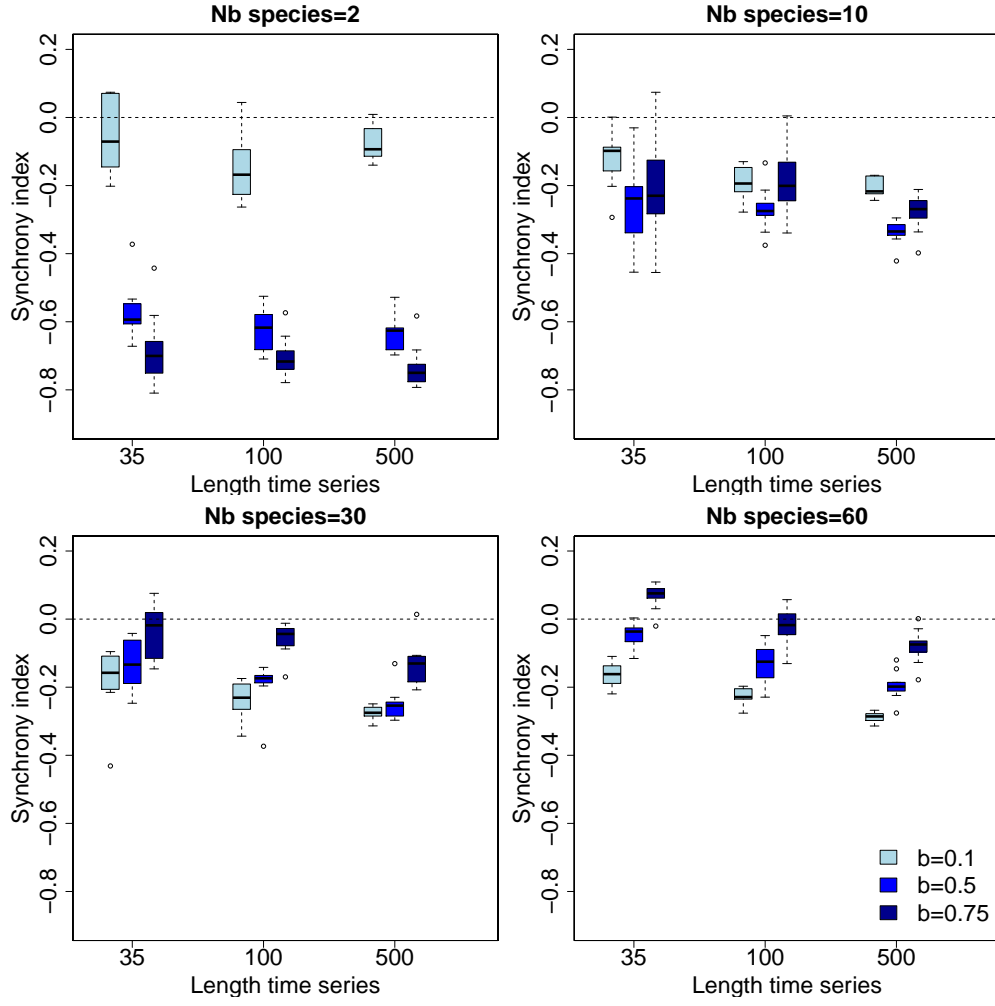 Nb species=2
Synchrony index
0.2
0.0
−0.2
−0.4
−0.6
−0.8
35 100 500
Length time series
Nb species=10
Synchrony index
0.2
0.0
−0.2
−0.4
−0.6
−0.8
35 100 500
Length time series
Nb species=30
Synchrony index
0.2
0.0
−0.2
−0.4
−0.6
−0.8
35 100 500
Length time series
Nb species=60
Synchrony index
0.2
0.0
−0.2
−0.4
−0.6
−0.8
b=0.1
b=0.5
b=0.75
35 100 500
Length time series